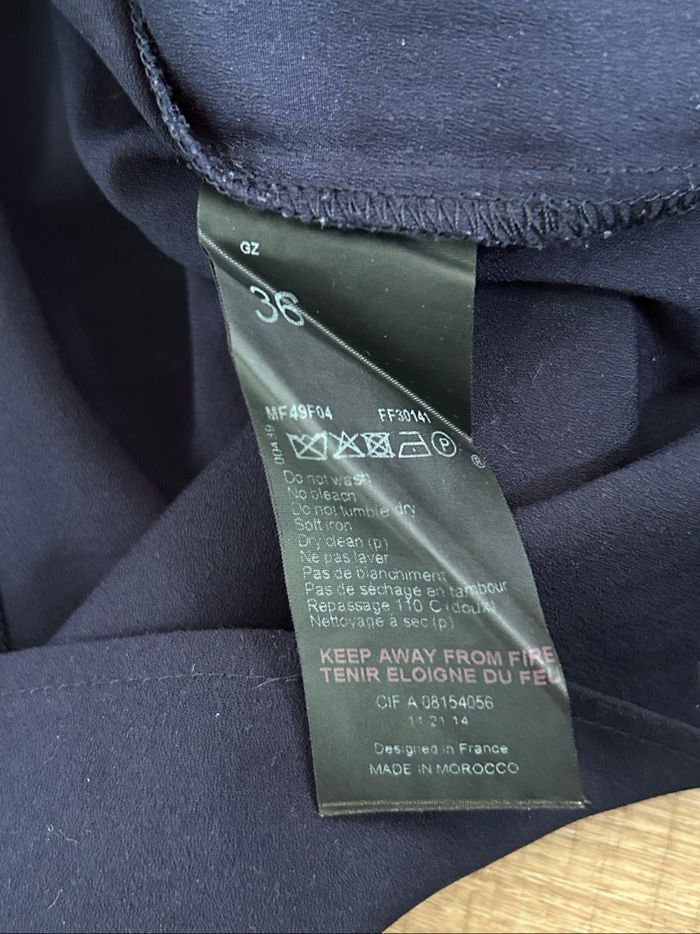 GZ
36
MF49F04 FF30141
00439
P
®
Do not wash
No bleach
Do not tumble dry
Soft iron
Dry clean (p)
Ne pas laver
Pas de blanchiment
Pas de séchage en tambour
Repassage 110 C (doux)
Nettoyage à sec (p)
KEEP AWAY FROM FIRE
TENIR ELOIGNE DU FEU
CIF A 08154056
11 21 14
Designed in France
MADE IN MOROCCO